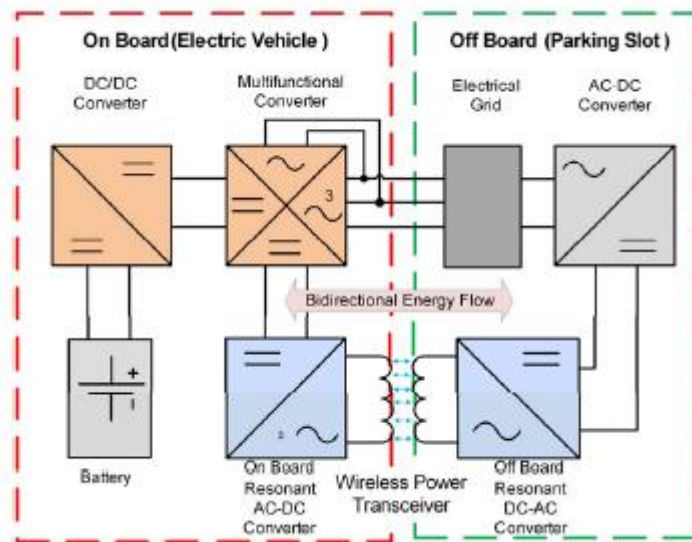 On Board(Electric Vehicle)
Off Board (Parking Slot)
DC/DC
Converter
Multifunctional
Converter
Electrical
Grid
AC-DC
Converter
3
Bidirectional Energy Flow
+
Battery
On Board
Resonant
AC-DC
Converter
Wireless Power
Transceiver
Off Board
Resonant
DC-AC
Converter